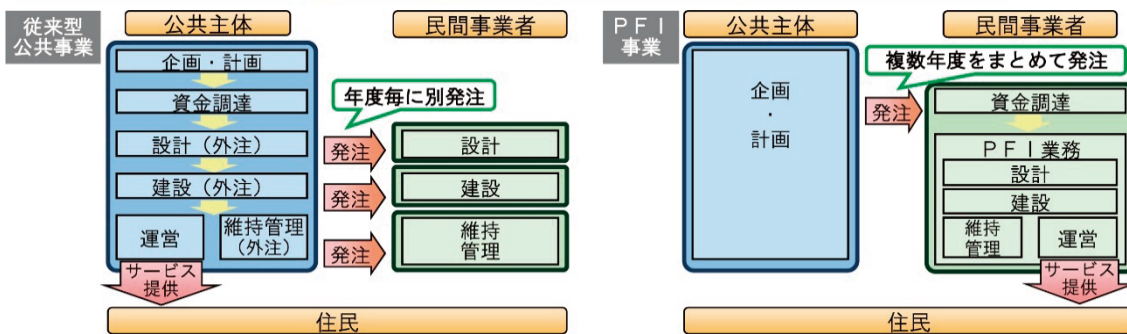 従来型
公共事業
公共主体
民間事業者
企画・計画
資金調達
設計（外注）
建設（外注）
運営
維持管理
（外注）
年度毎に別発注
発注
設計
発注
建設
発注
維持
管理
サービス
提供
住民
ＰＦＩ
事業
公共主体
民間事業者
複数年度をまとめて発注
企画
・
計画
発注
資金調達
ＰＦＩ業務
設計
建設
維持
管理
運営
サービス
提供
住民